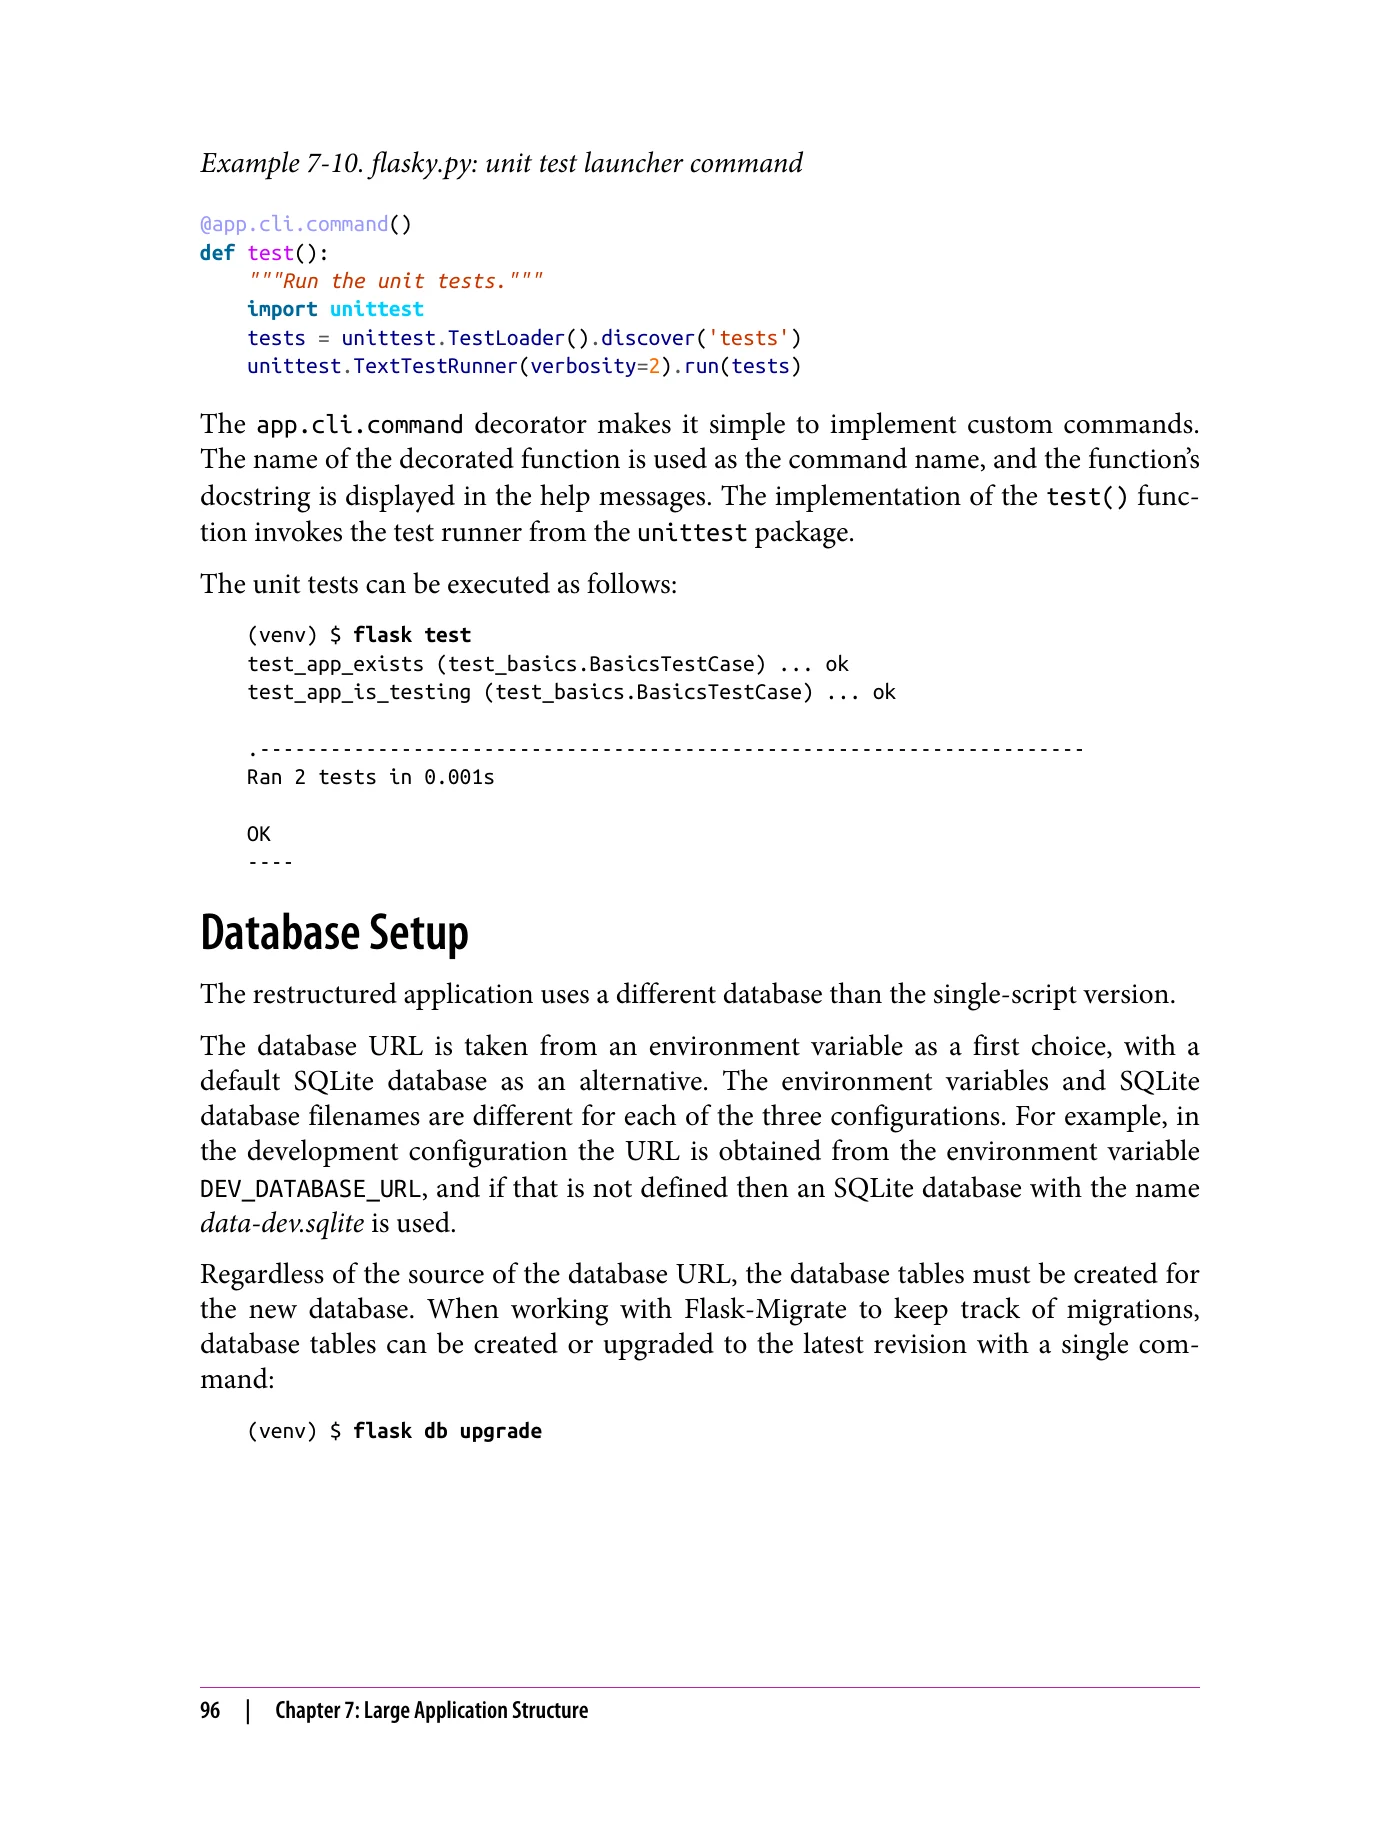 Example 7-10. flasky.py: unit test launcher command
@app.cli.command()
def test():
    """Run the unit tests."""
    import unittest
    tests = unittest.TestLoader().discover('tests')
    unittest.TextTestRunner(verbosity=2).run(tests)
The app.cli.command decorator makes it simple to implement custom commands.
The name of the decorated function is used as the command name, and the function’s
docstring is displayed in the help messages. The implementation of the test() func-
tion invokes the test runner from the unittest package.
The unit tests can be executed as follows:
(venv) $ flask test
test_app_exists (test_basics.BasicsTestCase) ... ok
test_app_is_testing (test_basics.BasicsTestCase) ... ok
.----------------------------------------------------------------------
Ran 2 tests in 0.001s
OK
----
Database Setup
The restructured application uses a different database than the single-script version.
The database URL is taken from an environment variable as a first choice, with a
default SQLite database as an alternative. The environment variables and SQLite
database filenames are different for each of the three configurations. For example, in
the development configuration the URL is obtained from the environment variable
DEV_DATABASE_URL, and if that is not defined then an SQLite database with the name
data-dev.sqlite is used.
Regardless of the source of the database URL, the database tables must be created for
the new database. When working with Flask-Migrate to keep track of migrations,
database tables can be created or upgraded to the latest revision with a single com-
mand:
(venv) $ flask db upgrade
96 | Chapter 7: Large Application Structure